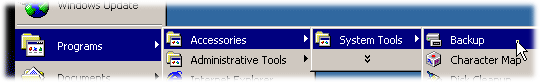 Windows Update
Programs
Accessories
System Tools
Backup
Administrative Tools
Character Map
Documents
Internet Explorer
Disk Cleanup